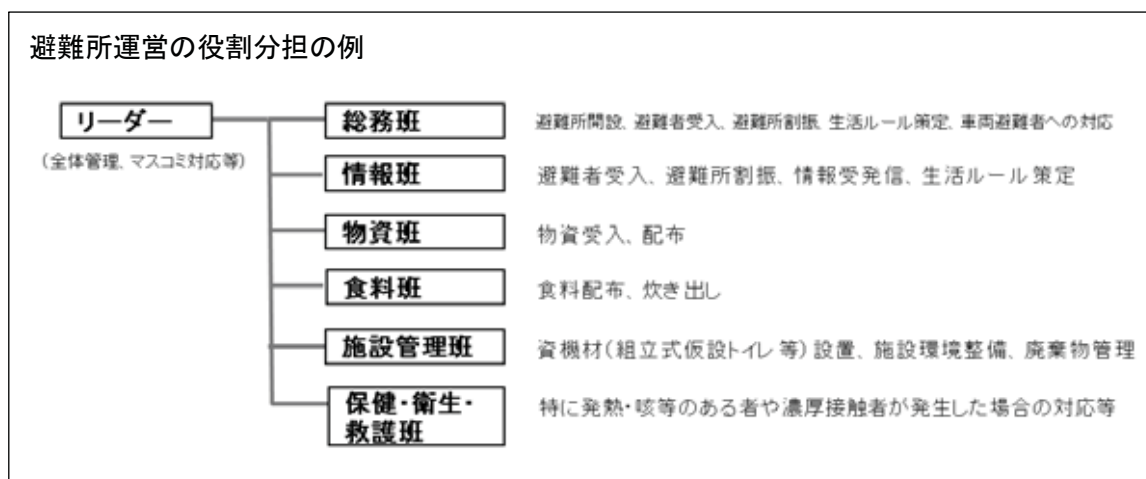 避難所運営の役割分担の例
リーダー
(全体管理、マスコミ対応等)
総務班
避難所開設、避難者受入、避難所割振、生活ルール策定、車両避難者への対応
情報班
避難者受入、避難所割振、情報受発信、生活ルール策定
物資班
物資受入、配布
食料班
食料配布、炊き出し
施設管理班
資機材(組立式仮設トイレ等)設置、施設環境整備、廃棄物管理
保健・衛生・
救護班
特に発熱・咳等のある者や濃厚接触者が発生した場合の対応等